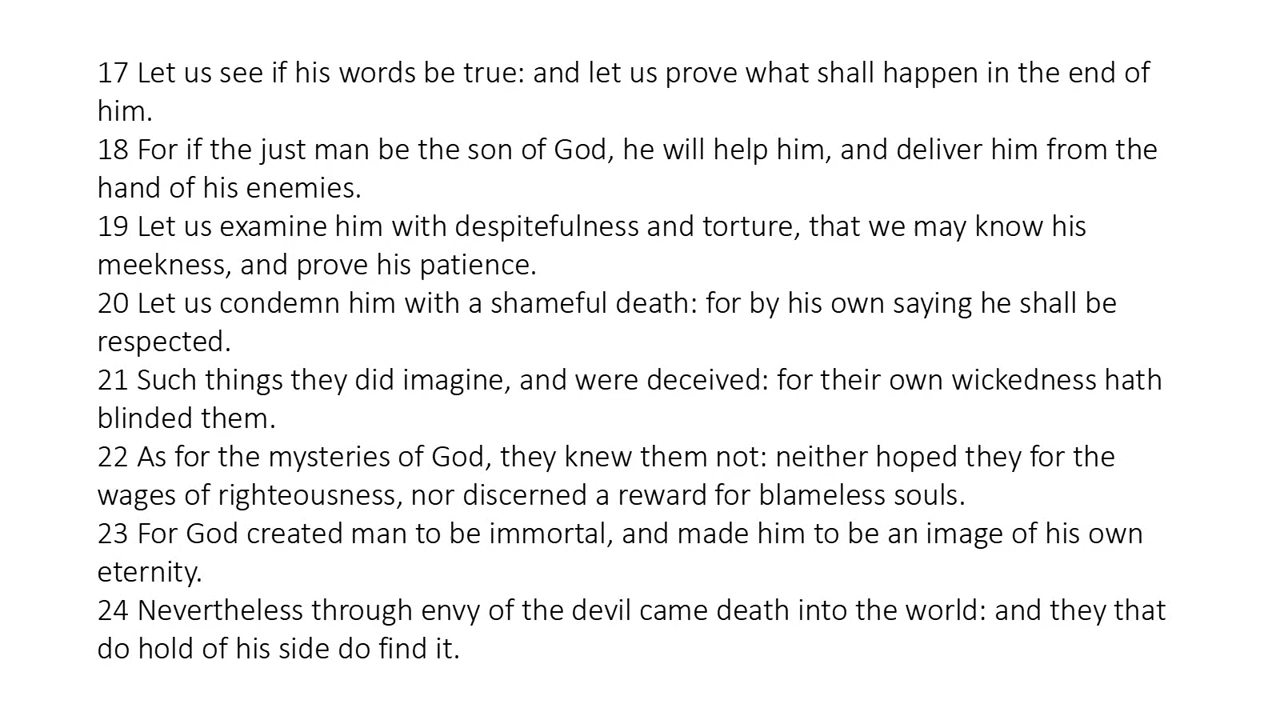 17 Let us see if his words be true: and let us prove what shall happen in the end of
him.
18 For if the just man be the son of God, he will help him, and deliver him from the
hand of his enemies.
19 Let us examine him with despitefulness and torture, that we may know his
meekness, and prove his patience.
20 Let us condemn him with a shameful death: for by his own saying he shall be
respected.
21 Such things they did imagine, and were deceived: for their own wickedness hath
blinded them.
22 As for the mysteries of God, they knew them not: neither hoped they for the
wages of righteousness, nor discerned a reward for blameless souls.
23 For God created man to be immortal, and made him to be an image of his own
eternity.
24 Nevertheless through envy of the devil came death into the world: and they that
do hold of his side do find it.